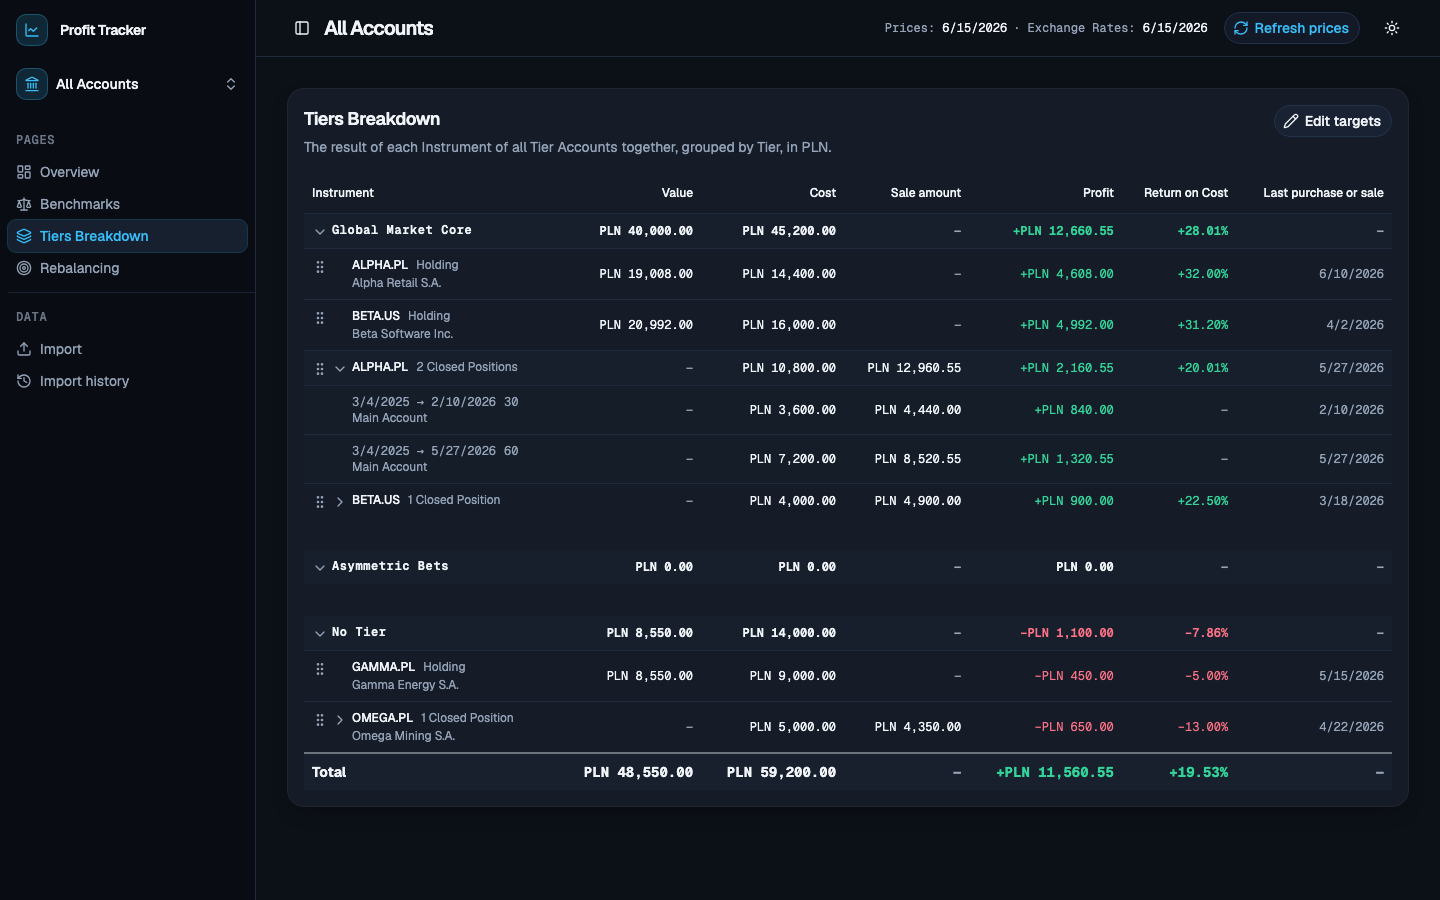 Profit Tracker
All Accounts
PAGES
Overview
Benchmarks
Tiers Breakdown
Rebalancing
DATA
Import
Import history
All Accounts
Prices: 6/15/2026 · Exchange Rates: 6/15/2026
Refresh prices
Tiers Breakdown
Edit targets
The result of each Instrument of all Tier Accounts together, grouped by Tier, in PLN.
Instrument Value Cost Sale amount Profit Return on Cost Last purchase or sale
Global Market Core PLN 40,000.00 PLN 45,200.00 – +PLN 12,660.55 +28.01% –
ALPHA.PL Holding
Alpha Retail S.A.
PLN 19,008.00 PLN 14,400.00 – +PLN 4,608.00 +32.00% 6/10/2026
BETA.US Holding
Beta Software Inc.
PLN 20,992.00 PLN 16,000.00 – +PLN 4,992.00 +31.20% 4/2/2026
ALPHA.PL 2 Closed Positions – PLN 10,800.00 PLN 12,960.55 +PLN 2,160.55 +20.01% 5/27/2026
3/4/2025 → 2/10/2026 30
Main Account
– PLN 3,600.00 PLN 4,440.00 +PLN 840.00 – 2/10/2026
3/4/2025 → 5/27/2026 60
Main Account
– PLN 7,200.00 PLN 8,520.55 +PLN 1,320.55 – 5/27/2026
BETA.US 1 Closed Position – PLN 4,000.00 PLN 4,900.00 +PLN 900.00 +22.50% 3/18/2026
Asymmetric Bets PLN 0.00 PLN 0.00 – PLN 0.00 – –
No Tier PLN 8,550.00 PLN 14,000.00 – −PLN 1,100.00 −7.86% –
GAMMA.PL Holding
Gamma Energy S.A.
PLN 8,550.00 PLN 9,000.00 – −PLN 450.00 −5.00% 5/15/2026
OMEGA.PL 1 Closed Position
Omega Mining S.A.
– PLN 5,000.00 PLN 4,350.00 −PLN 650.00 −13.00% 4/22/2026
Total PLN 48,550.00 PLN 59,200.00 – +PLN 11,560.55 +19.53% –